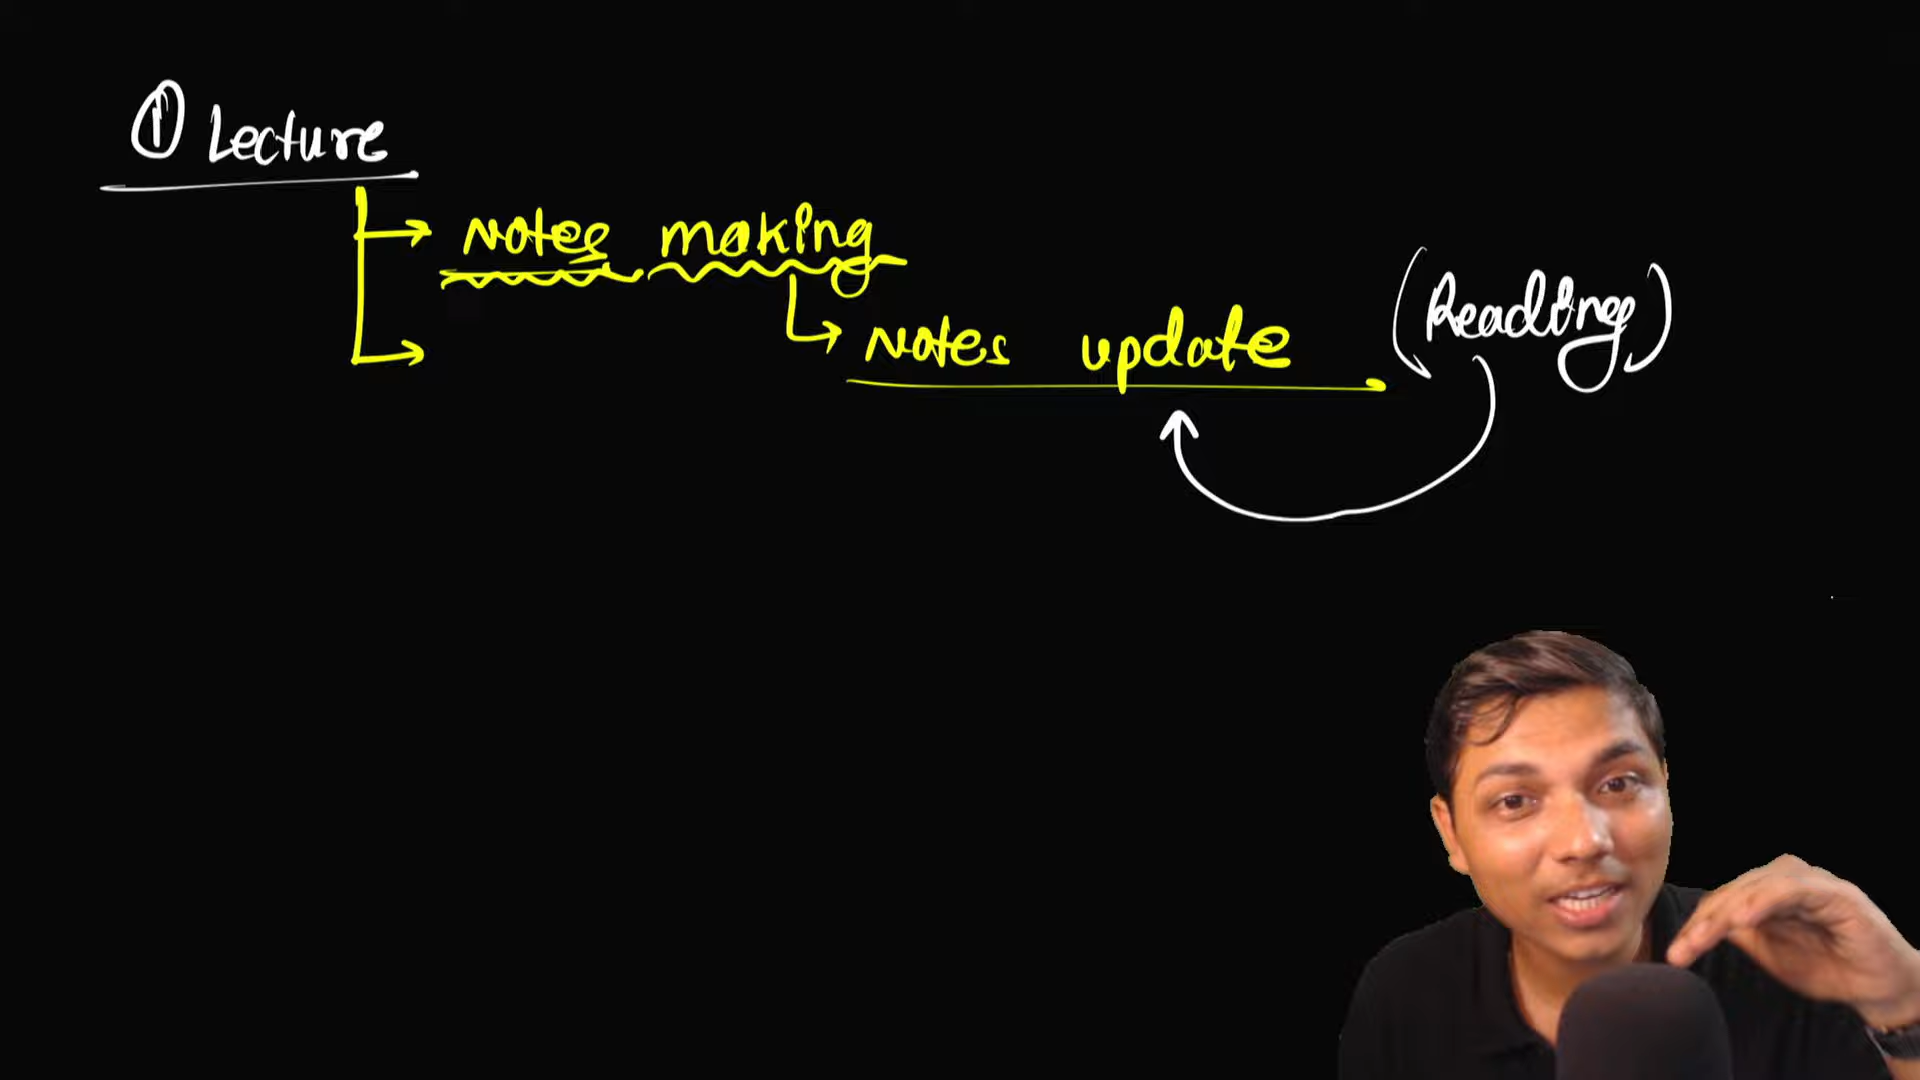 ① Lecture
→ Notes making
→ Notes update (Reading)
→